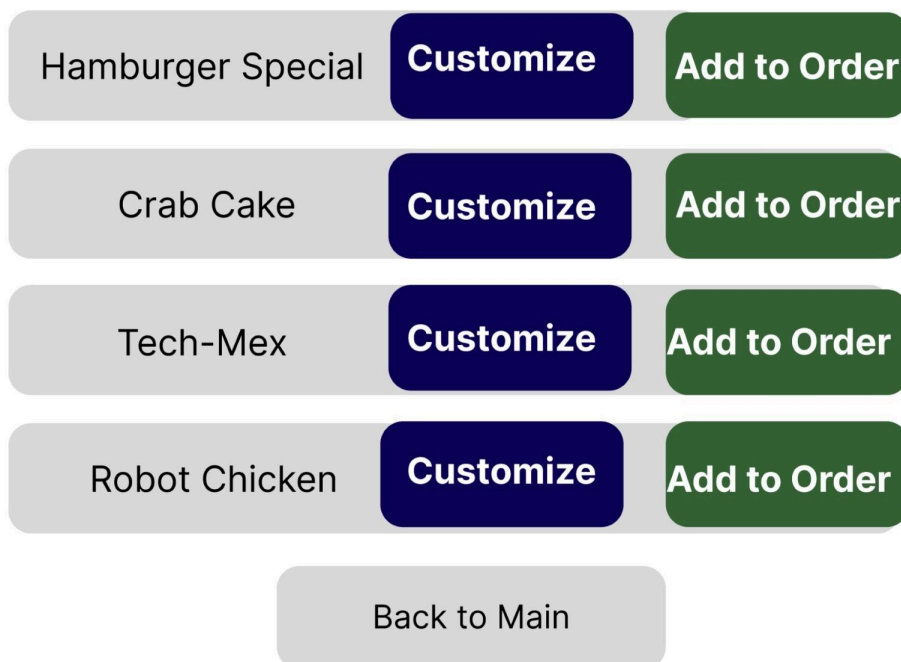 Hamburger Special Customize Add to Order
Crab Cake Customize Add to Order
Tech-Mex Customize Add to Order
Robot Chicken Customize Add to Order
Back to Main